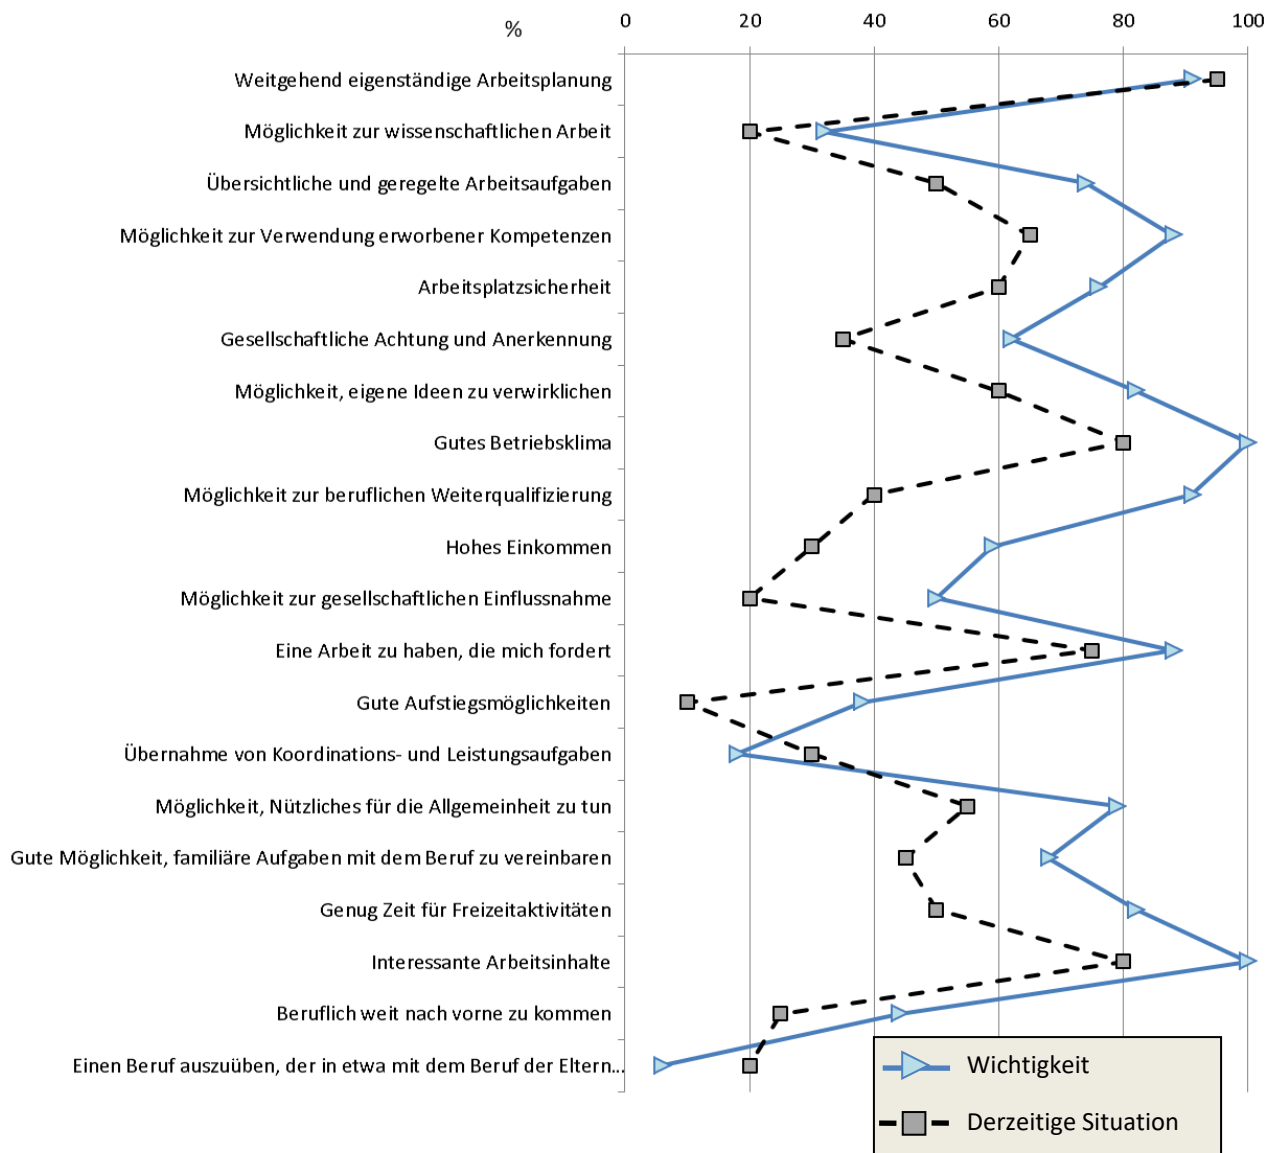 % 0 20 40 60 80 100
Weitgehend eigenständige Arbeitsplanung
Möglichkeit zur wissenschaftlichen Arbeit
Übersichtliche und geregelte Arbeitsaufgaben
Möglichkeit zur Verwendung erworbener Kompetenzen
Arbeitsplatzsicherheit
Gesellschaftliche Achtung und Anerkennung
Möglichkeit, eigene Ideen zu verwirklichen
Gutes Betriebsklima
Möglichkeit zur beruflichen Weiterqualifizierung
Hohes Einkommen
Möglichkeit zur gesellschaftlichen Einflussnahme
Eine Arbeit zu haben, die mich fordert
Gute Aufstiegsmöglichkeiten
Übernahme von Koordinations- und Leistungsaufgaben
Möglichkeit, Nützliches für die Allgemeinheit zu tun
Gute Möglichkeit, familiäre Aufgaben mit dem Beruf zu vereinbaren
Genug Zeit für Freizeitaktivitäten
Interessante Arbeitsinhalte
Beruflich weit nach vorne zu kommen
Einen Beruf auszuüben, der in etwa mit dem Beruf der Eltern...
Wichtigkeit
Derzeitige Situation